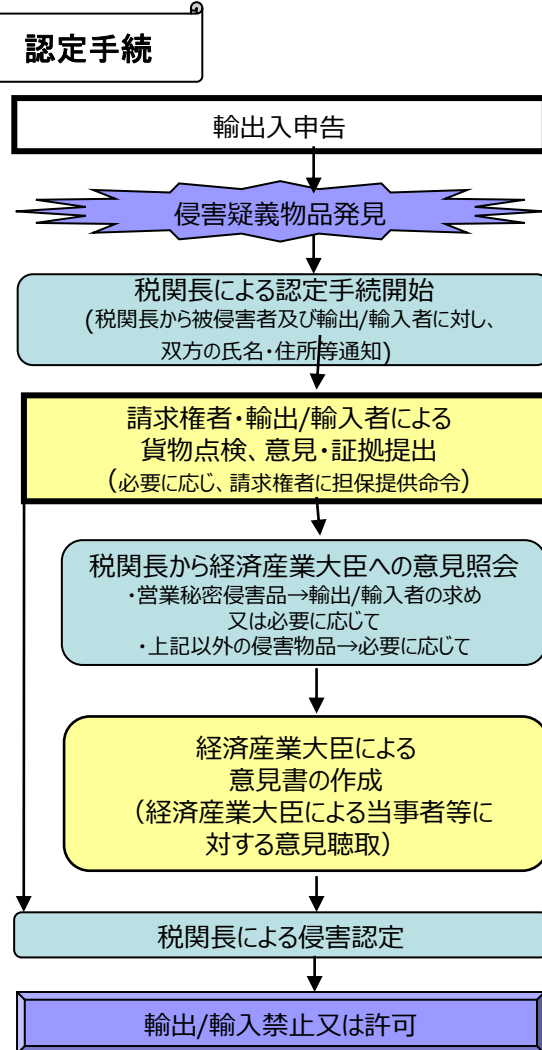 認定手続
輸出入申告
侵害疑義物品発見
税関長による認定手続開始
(税関長から被侵害者及び輸出/輸入者に対し、
双方の氏名・住所等通知)
請求権者・輸出/輸入者による
貨物点検、意見・証拠提出
(必要に応じ、請求権者に担保提供命令)
税関長から経済産業大臣への意見照会
・営業秘密侵害品→輸出/輸入者の求め
又は必要に応じて
・上記以外の侵害物品→必要に応じて
経済産業大臣による
意見書の作成
（経済産業大臣による当事者等に
対する意見聴取）
税関長による侵害認定
輸出/輸入禁止又は許可